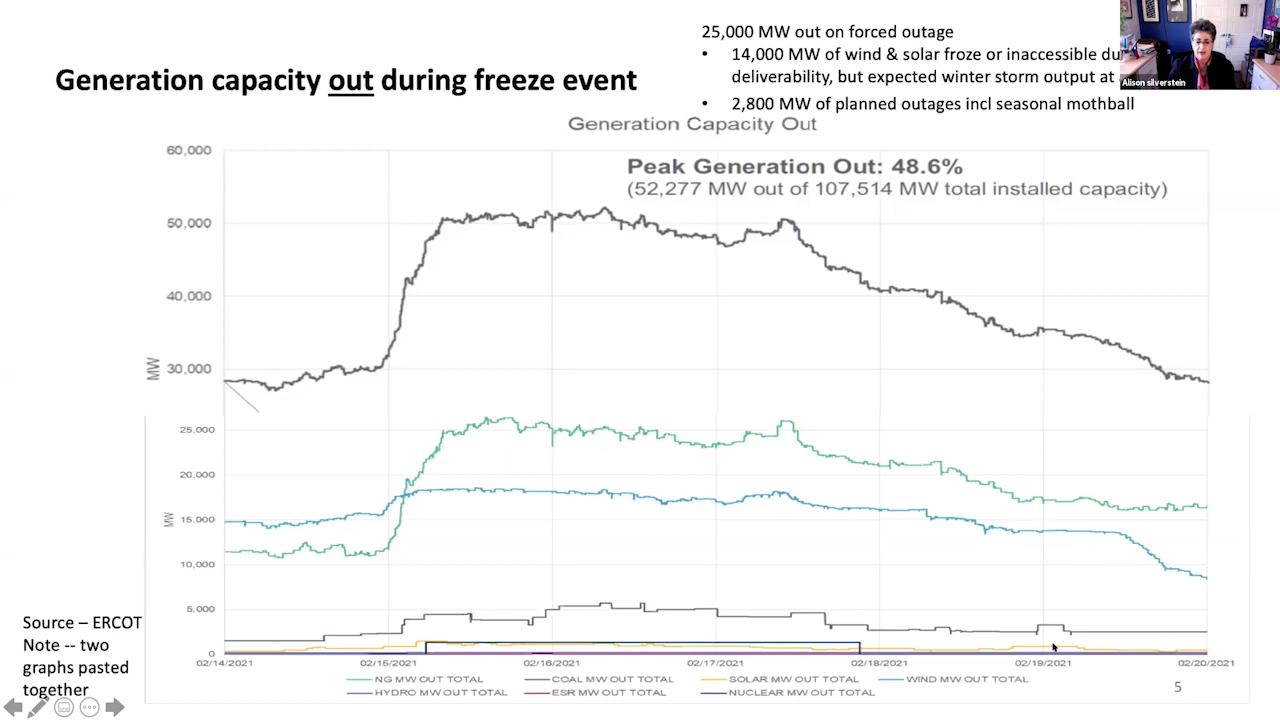 25,000 MW out on forced outage
• 14,000 MW of wind & solar froze or inaccessible du
deliverability, but expected winter storm output at
• 2,800 MW of planned outages incl seasonal mothball
Alison silverstein
Generation capacity out during freeze event
Generation Capacity Out
Peak Generation Out: 48.6%
(52,277 MW out of 107,514 MW total installed capacity)
60,000
50,000
40,000
30,000
MW
25,000
20,000
15,000
10,000
5,000
0
MW
02/14/2021 02/15/2021 02/16/2021 02/17/2021 02/18/2021 02/19/2021 02/20/2021
NG MW OUT TOTAL COAL MW OUT TOTAL SOLAR MW OUT TOTAL WIND MW OUT TOTAL
HYDRO MW OUT TOTAL ESR MW OUT TOTAL NUCLEAR MW OUT TOTAL
Source – ERCOT
Note -- two
graphs pasted
together
5